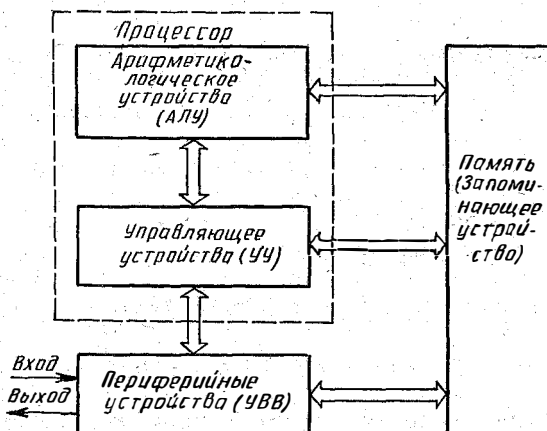 Процессор
Арифметико-
логическое
устройство
(АЛУ)
Управляющее
устройство (УУ)
Память
(Запоми-
нающее
устрой-
ство)
Вход
Выход
Периферийные
устройства (УВВ)